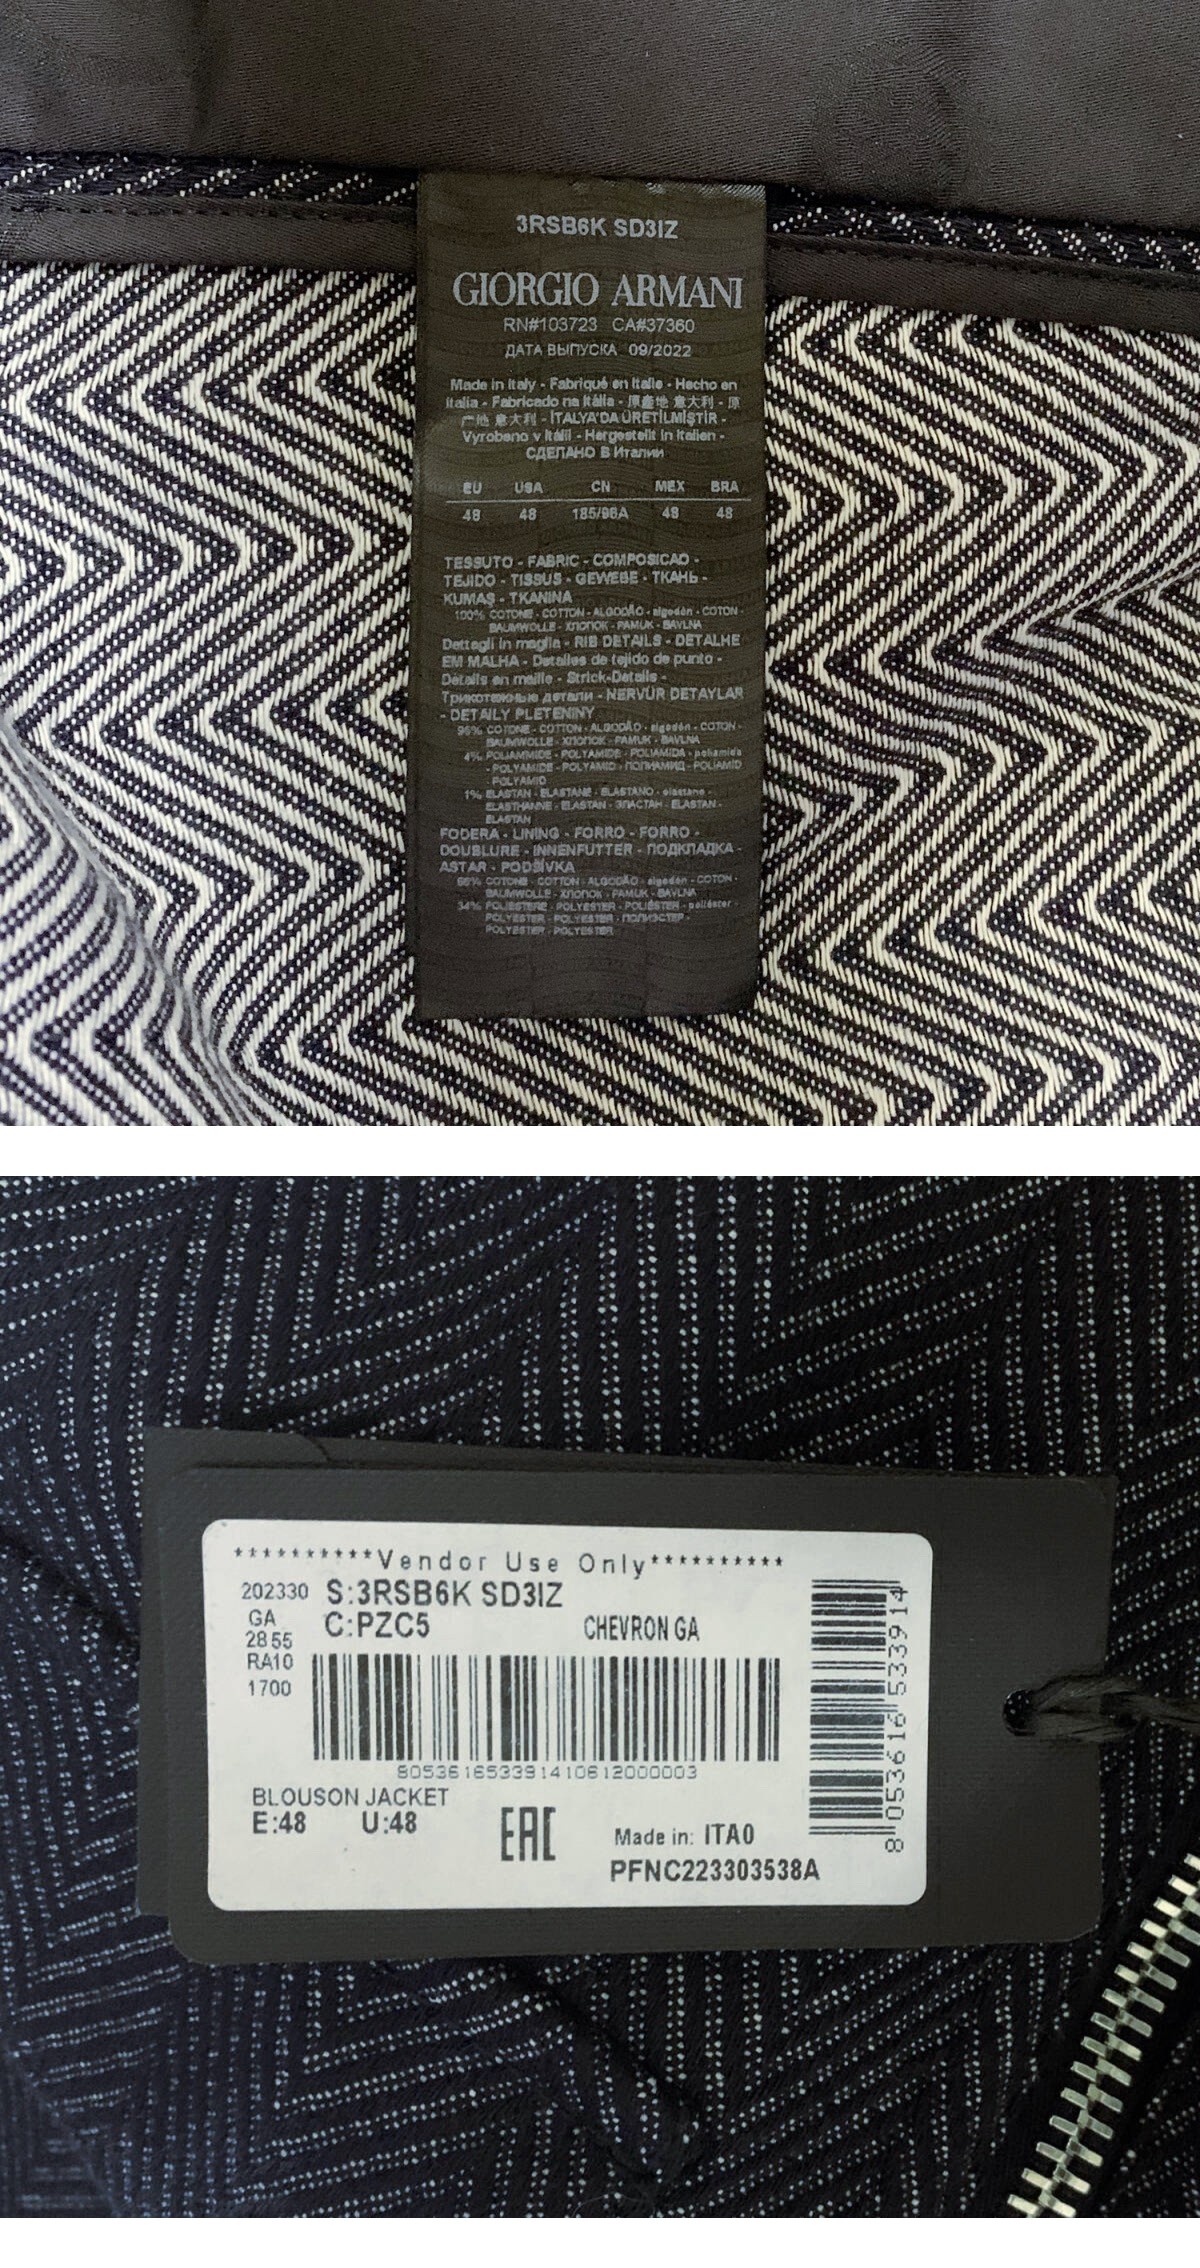 3RSB6K SD3IZ
GIORGIO ARMANI
RN#103723 CA#37360
ДАТА ВЫПУСКА 09/2022
Made in Italy - Fabriqué en Italie - Hecho en
Italia - Fabricado na Itália - 原產地 意大利 - 原
产地 意大利 - İTALYA'DA ÜRETİLMİŞTİR -
Vyrobeno v Itálii - Hergestellt in Italien -
СДЕЛАНО В Италии
EU USA CN MEX BRA
48 48 185/96A 48 48
TESSUTO - FABRIC - COMPOSICAO -
TEJIDO - TISSUS - GEWEBE - ТКАНЬ -
KUMAŞ - TKANINA
100% COTONE - COTTON - ALGODÃO - algodón - COTON -
BAUMWOLLE - ХЛОПОК - PAMUK - BAVLNA
Dettagli in maglia - RIB DETAILS - DETALHE
EM MALHA - Detalles de tejido de punto -
Détails en maille - Strick-Details -
Трикотажные детали - NERVÜR DETAYLAR
- DETAILY PLETENINY
95% COTONE - COTTON - ALGODÃO - algodón - COTON -
BAUMWOLLE - ХЛОПОК - PAMUK - BAVLNA
4% POLIAMMIDE - POLYAMIDE - POLIAMIDA - poliamida
- POLYAMIDE - POLYAMID - ПОЛИАМИД - POLIAMID
- POLYAMID
1% ELASTAN - ELASTANE - ELASTANO - elastano -
ELASTHANNE - ELASTAN - ЭЛАСТАН - ELASTAN -
ELASTAN
FODERA - LINING - FORRO - FORRO -
DOUBLURE - INNENFUTTER - ПОДКЛАДКА -
ASTAR - PODŠÍVKA
66% COTONE - COTTON - ALGODÃO - algodón - COTON -
BAUMWOLLE - ХЛОПОК - PAMUK - BAVLNA
34% POLIESTERE - POLYESTER - POLIÉSTER - poliéster -
POLYESTER - POLYESTER - ПОЛИЭСТЕР -
POLYESTER - POLYESTER
**********Vendor Use Only**********
202330 S:3RSB6K SD3IZ
GA C:PZC5 CHEVRON GA
2855
RA10
1700
805361653391410612000003
BLOUSON JACKET
E:48 U:48
EAC
Made in: ITA0
PFNC223303538A
8 053616 533914